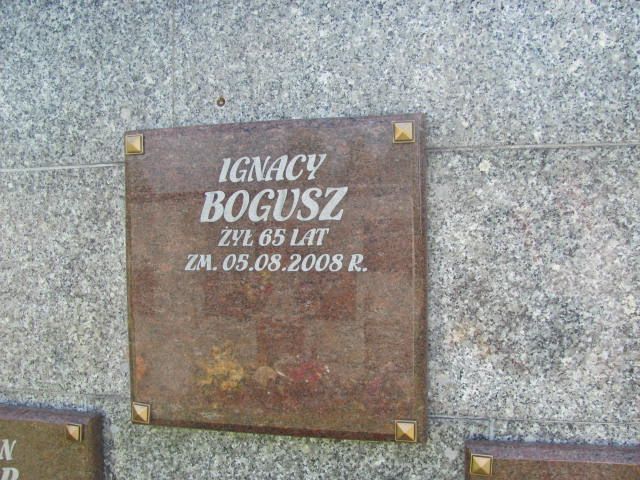 IGNACY
BOGUSZ
ŻYŁ 65 LAT
ZM. 05.08.2008 R.
N